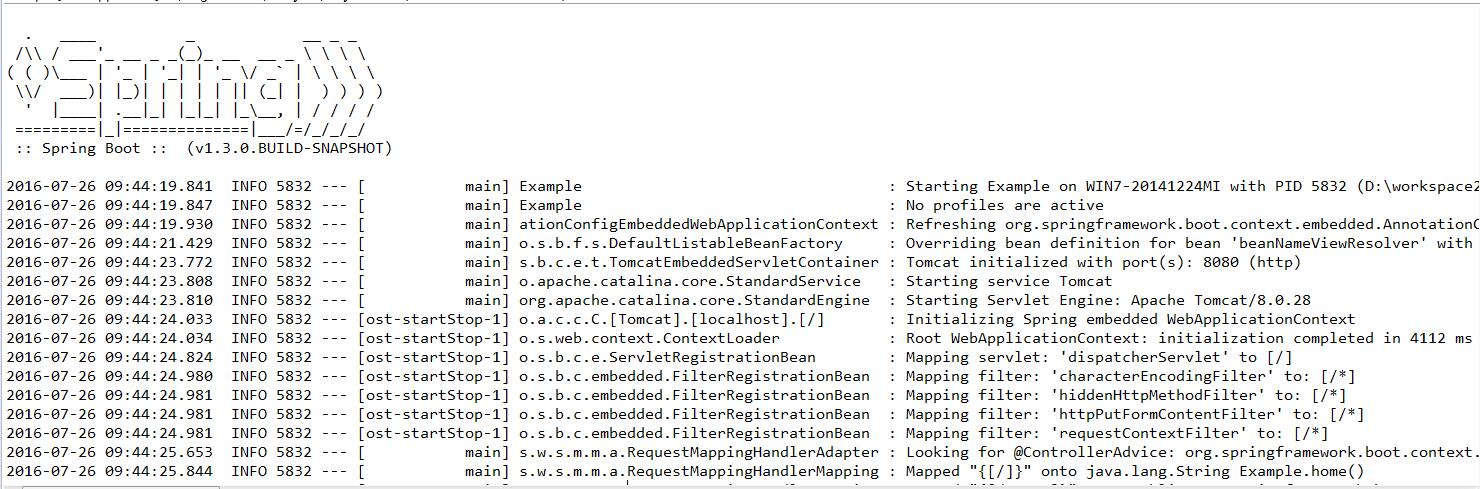 .   ____          _            __ _ _
 /\\ / ___'_ __ _ _(_)_ __  __ _ \ \ \ \
( ( )\___ | '_ | '_| | '_ \/ _` | \ \ \ \
 \\/  ___)| |_)| | | | | || (_| |  ) ) ) )
  '  |____| .__|_| |_|_| |_\__, | / / / /
 =========|_|==============|___/=/_/_/_/
 :: Spring Boot ::  (v1.3.0.BUILD-SNAPSHOT)
2016-07-26 09:44:19.841  INFO 5832 --- [           main] Example                                  : Starting Example on WIN7-20141224MI with PID 5832 (D:\workspace2
2016-07-26 09:44:19.847  INFO 5832 --- [           main] Example                                  : No profiles are active
2016-07-26 09:44:19.930  INFO 5832 --- [           main] ationConfigEmbeddedWebApplicationContext : Refreshing org.springframework.boot.context.embedded.AnnotationC
2016-07-26 09:44:21.429  INFO 5832 --- [           main] o.s.b.f.s.DefaultListableBeanFactory     : Overriding bean definition for bean 'beanNameViewResolver' with
2016-07-26 09:44:23.772  INFO 5832 --- [           main] s.b.c.e.t.TomcatEmbeddedServletContainer : Tomcat initialized with port(s): 8080 (http)
2016-07-26 09:44:23.808  INFO 5832 --- [           main] o.apache.catalina.core.StandardService   : Starting service Tomcat
2016-07-26 09:44:23.810  INFO 5832 --- [           main] org.apache.catalina.core.StandardEngine  : Starting Servlet Engine: Apache Tomcat/8.0.28
2016-07-26 09:44:24.033  INFO 5832 --- [ost-startStop-1] o.a.c.c.C.[Tomcat].[localhost].[/]       : Initializing Spring embedded WebApplicationContext
2016-07-26 09:44:24.034  INFO 5832 --- [ost-startStop-1] o.s.web.context.ContextLoader            : Root WebApplicationContext: initialization completed in 4112 ms
2016-07-26 09:44:24.824  INFO 5832 --- [ost-startStop-1] o.s.b.c.e.ServletRegistrationBean        : Mapping servlet: 'dispatcherServlet' to [/]
2016-07-26 09:44:24.980  INFO 5832 --- [ost-startStop-1] o.s.b.c.embedded.FilterRegistrationBean  : Mapping filter: 'characterEncodingFilter' to: [/*]
2016-07-26 09:44:24.981  INFO 5832 --- [ost-startStop-1] o.s.b.c.embedded.FilterRegistrationBean  : Mapping filter: 'hiddenHttpMethodFilter' to: [/*]
2016-07-26 09:44:24.981  INFO 5832 --- [ost-startStop-1] o.s.b.c.embedded.FilterRegistrationBean  : Mapping filter: 'httpPutFormContentFilter' to: [/*]
2016-07-26 09:44:24.981  INFO 5832 --- [ost-startStop-1] o.s.b.c.embedded.FilterRegistrationBean  : Mapping filter: 'requestContextFilter' to: [/*]
2016-07-26 09:44:25.653  INFO 5832 --- [           main] s.w.s.m.m.a.RequestMappingHandlerAdapter : Looking for @ControllerAdvice: org.springframework.boot.context.
2016-07-26 09:44:25.844  INFO 5832 --- [           main] s.w.s.m.m.a.RequestMappingHandlerMapping : Mapped "{[/]}" onto java.lang.String Example.home()